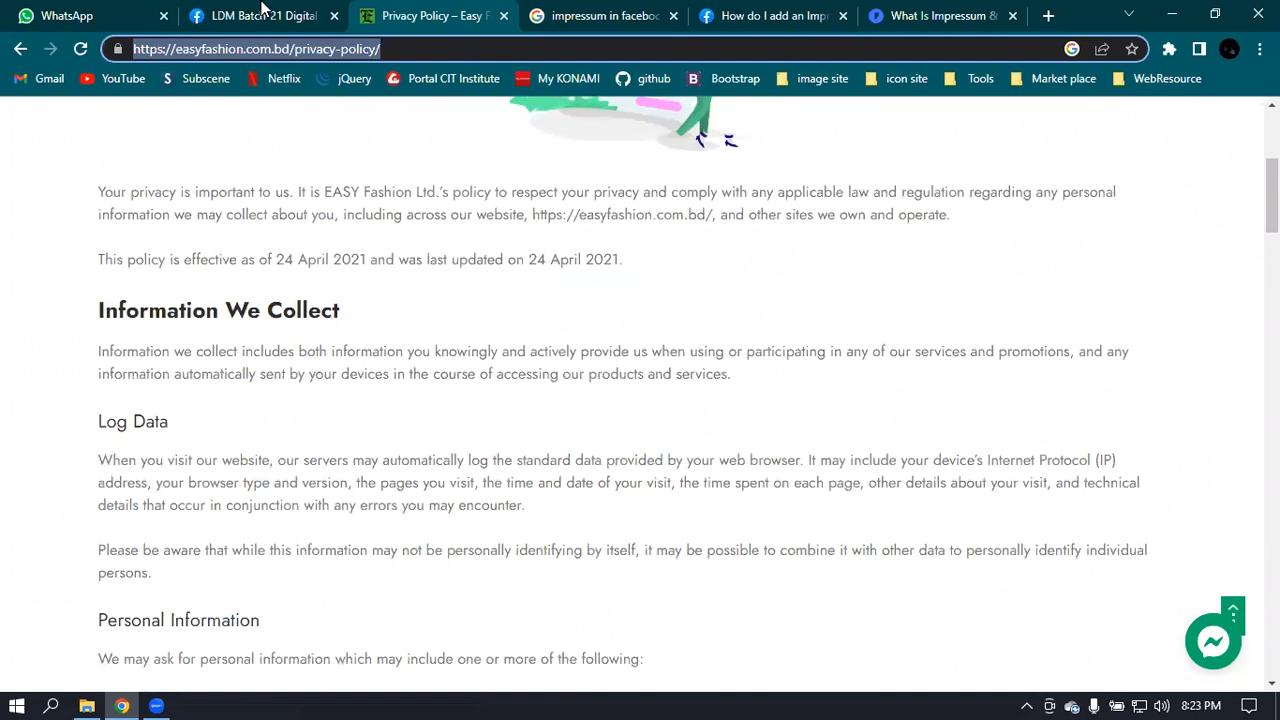 WhatsApp
LDM Batch 21 Digital
Privacy Policy – Easy F
impressum in faceboo
How do I add an Imp
What Is Impressum &
https://easyfashion.com.bd/privacy-policy/
Gmail
YouTube
Subscene
Netflix
jQuery
Portal CIT Institute
My KONAMI
github
Bootstrap
image site
icon site
Tools
Market place
WebResource
Your privacy is important to us. It is EASY Fashion Ltd.'s policy to respect your privacy and comply with any applicable law and regulation regarding any personal
information we may collect about you, including across our website, https://easyfashion.com.bd/, and other sites we own and operate.
This policy is effective as of 24 April 2021 and was last updated on 24 April 2021.
Information We Collect
Information we collect includes both information you knowingly and actively provide us when using or participating in any of our services and promotions, and any
information automatically sent by your devices in the course of accessing our products and services.
Log Data
When you visit our website, our servers may automatically log the standard data provided by your web browser. It may include your device's Internet Protocol (IP)
address, your browser type and version, the pages you visit, the time and date of your visit, the time spent on each page, other details about your visit, and technical
details that occur in conjunction with any errors you may encounter.
Please be aware that while this information may not be personally identifying by itself, it may be possible to combine it with other data to personally identify individual
persons.
Personal Information
We may ask for personal information which may include one or more of the following:
8:23 PM